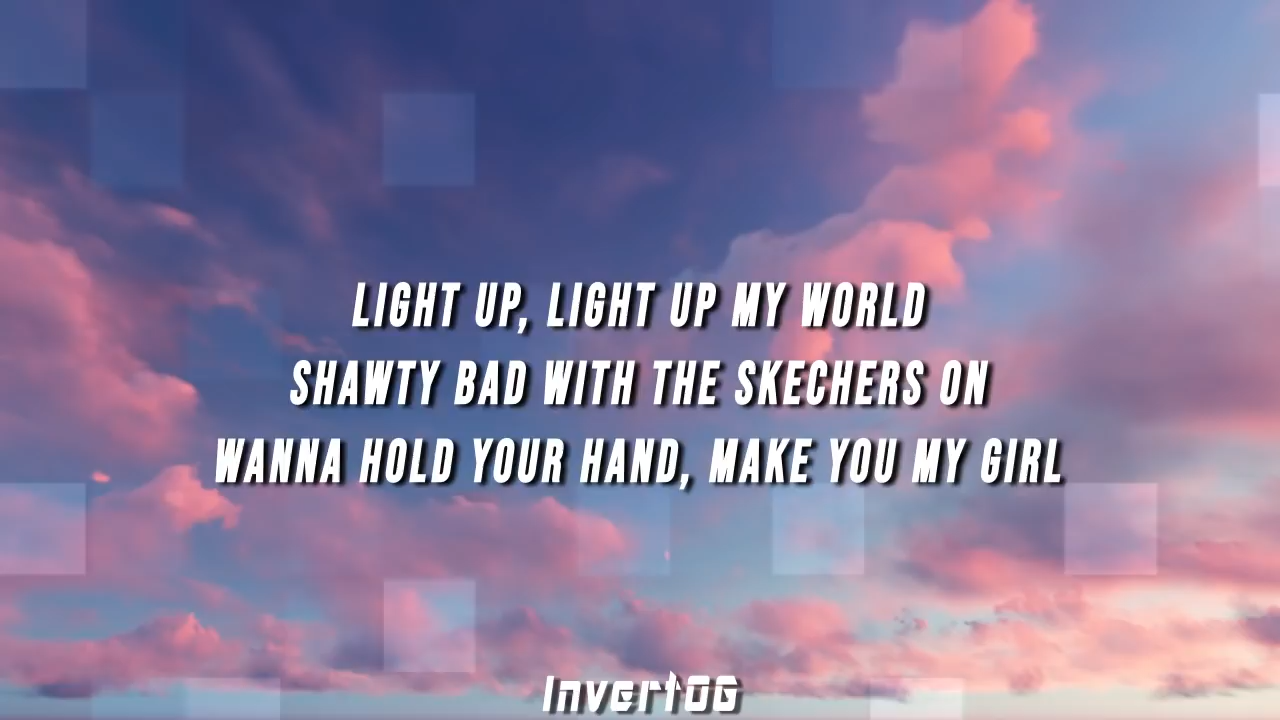 LIGHT UP, LIGHT UP MY WORLD
SHAWTY BAD WITH THE SKECHERS ON
WANNA HOLD YOUR HAND, MAKE YOU MY GIRL
InvertOG